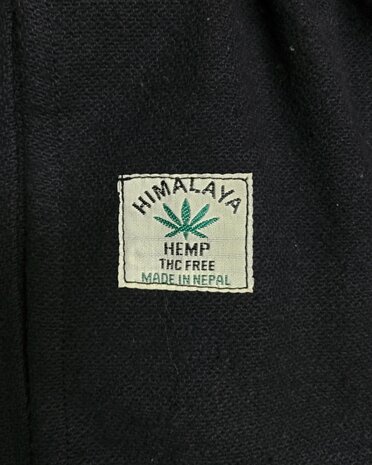 HIMALAYA
HEMP
THC FREE
MADE IN NEPAL